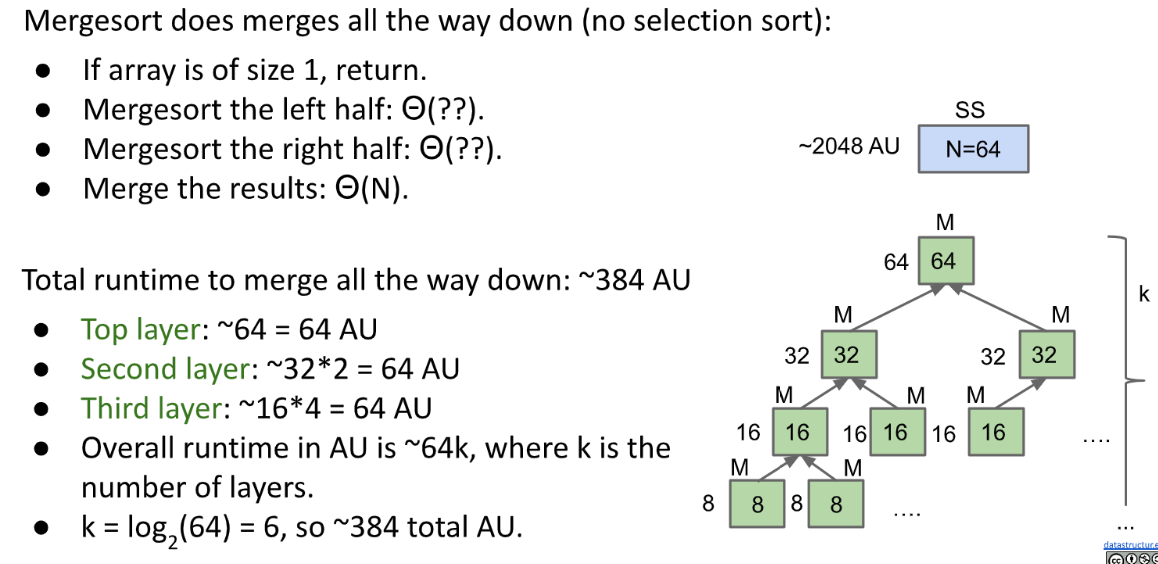 Mergesort does merges all the way down (no selection sort):
● If array is of size 1, return.
● Mergesort the left half: Θ(??).
● Mergesort the right half: Θ(??).
● Merge the results: Θ(N).
Total runtime to merge all the way down: ~384 AU
● Top layer: ~64 = 64 AU
● Second layer: ~32*2 = 64 AU
● Third layer: ~16*4 = 64 AU
● Overall runtime in AU is ~64k, where k is the
number of layers.
● k = log₂(64) = 6, so ~384 total AU.
SS
~2048 AU N=64
M
64 64
k
M M
32 32 32 32
M M M
16 16 16 16 16 16 ....
M M
8 8 8 8 ....
...